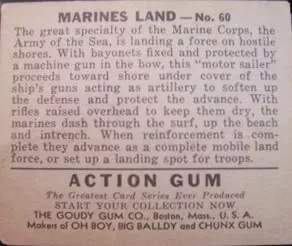 MARINES LAND — No. 60
The great specialty of the Marine Corps, the
Army of the Sea, is landing a force on hostile
shores. With bayonets fixed and protected by
a machine gun in the bow, this "motor sailer"
proceeds toward shore under cover of the
ship's guns acting as artillery to soften up
the defense and protect the advance. With
rifles raised overhead to keep them dry, the
marines dash through the surf, up the beach
and intrench. When reinforcement is com-
plete they advance as a complete mobile land
force, or set up a landing spot for troops.
ACTION GUM
The Greatest Card Series Ever Produced
START YOUR COLLECTION NOW
THE GOUDY GUM CO., Boston, Mass., U. S. A.
Makers of OH BOY, BIG BALLDY and CHUNX GUM